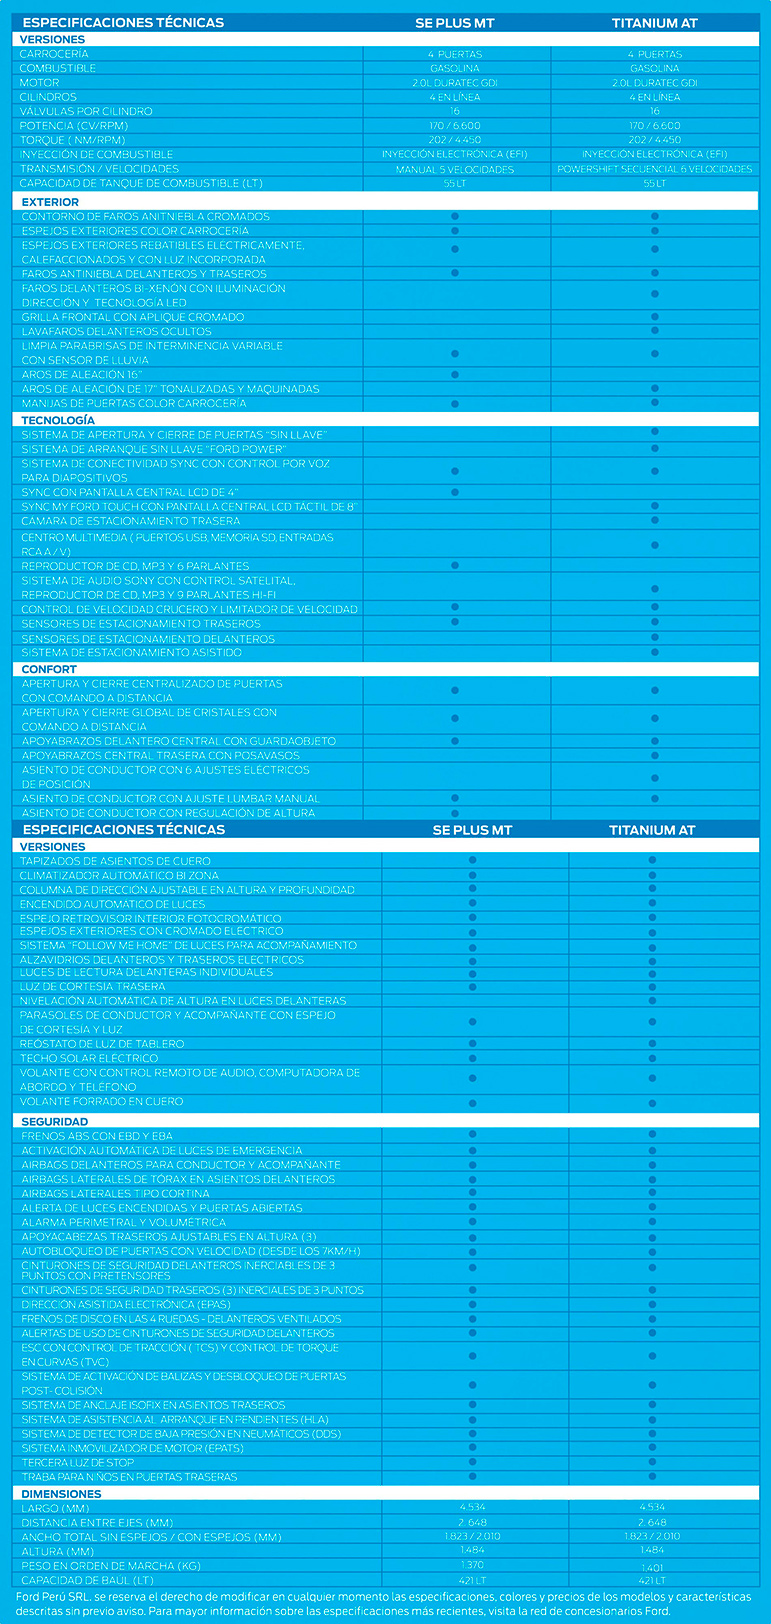 ESPECIFICACIONES TÉCNICAS SE PLUS MT TITANIUM AT
VERSIONES
CARROCERÍA 4 PUERTAS 4 PUERTAS
COMBUSTIBLE GASOLINA GASOLINA
MOTOR 2.0L DURATEC GDI 2.0L DURATEC GDI
CILINDROS 4 EN LÍNEA 4 EN LÍNEA
VÁLVULAS POR CILINDRO 16 16
POTENCIA (CV/RPM) 170 / 6.600 170 / 6.600
TORQUE ( NM/RPM) 202 / 4.450 202 / 4.450
INYECCIÓN DE COMBUSTIBLE INYECCIÓN ELECTRÓNICA (EFI) INYECCIÓN ELECTRÓNICA (EFI)
TRANSMISIÓN / VELOCIDADES MANUAL 5 VELOCIDADES POWERSHIFT SECUENCIAL 6 VELOCIDADES
CAPACIDAD DE TANQUE DE COMBUSTIBLE (LT) 55 LT 55 LT
EXTERIOR
CONTORNO DE FAROS ANITNIEBLA CROMADOS ● ●
ESPEJOS EXTERIORES COLOR CARROCERÍA ● ●
ESPEJOS EXTERIORES REBATIBLES ELÉCTRICAMENTE,
CALEFACCIONADOS Y CON LUZ INCORPORADA ● ●
FAROS ANTINIEBLA DELANTEROS Y TRASEROS ● ●
FAROS DELANTEROS BI-XENÓN CON ILUMINACIÓN
DIRECCIÓN Y TECNOLOGÍA LED ●
GRILLA FRONTAL CON APLIQUE CROMADO ●
LAVAFAROS DELANTEROS OCULTOS ●
LIMPIA PARABRISAS DE INTERMINENCIA VARIABLE
CON SENSOR DE LLUVIA ● ●
AROS DE ALEACIÓN 16" ●
AROS DE ALEACIÓN DE 17" TONALIZADAS Y MAQUINADAS ●
MANIJAS DE PUERTAS COLOR CARROCERÍA ● ●
TECNOLOGÍA
SISTEMA DE APERTURA Y CIERRE DE PUERTAS "SIN LLAVE" ●
SISTEMA DE ARRANQUE SIN LLAVE "FORD POWER" ●
SISTEMA DE CONECTIVIDAD SYNC CON CONTROL POR VOZ
PARA DIAPOSITIVOS ● ●
SYNC CON PANTALLA CENTRAL LCD DE 4" ●
SYNC MY FORD TOUCH CON PANTALLA CENTRAL LCD TÁCTIL DE 8" ●
CÁMARA DE ESTACIONAMIENTO TRASERA ●
CENTRO MULTIMEDIA ( PUERTOS USB, MEMORIA SD, ENTRADAS
RCA A / V) ●
REPRODUCTOR DE CD, MP3 Y 6 PARLANTES ●
SISTEMA DE AUDIO SONY CON CONTROL SATELITAL,
REPRODUCTOR DE CD, MP3 Y 9 PARLANTES HI-FI ●
CONTROL DE VELOCIDAD CRUCERO Y LIMITADOR DE VELOCIDAD ● ●
SENSORES DE ESTACIONAMIENTO TRASEROS ● ●
SENSORES DE ESTACIONAMIENTO DELANTEROS ●
SISTEMA DE ESTACIONAMIENTO ASISTIDO ●
CONFORT
APERTURA Y CIERRE CENTRALIZADO DE PUERTAS
CON COMANDO A DISTANCIA ● ●
APERTURA Y CIERRE GLOBAL DE CRISTALES CON
COMANDO A DISTANCIA ● ●
APOYABRAZOS DELANTERO CENTRAL CON GUARDAOBJETO ● ●
APOYABRAZOS CENTRAL TRASERA CON POSAVASOS ●
ASIENTO DE CONDUCTOR CON 6 AJUSTES ELÉCTRICOS
DE POSICIÓN ●
ASIENTO DE CONDUCTOR CON AJUSTE LUMBAR MANUAL ● ●
ASIENTO DE CONDUCTOR CON REGULACIÓN DE ALTURA ●
ESPECIFICACIONES TÉCNICAS SE PLUS MT TITANIUM AT
VERSIONES
TAPIZADOS DE ASIENTOS DE CUERO ● ●
CLIMATIZADOR AUTOMÁTICO BI ZONA ● ●
COLUMNA DE DIRECCIÓN AJUSTABLE EN ALTURA Y PROFUNDIDAD ● ●
ENCENDIDO AUTOMÁTICO DE LUCES ● ●
ESPEJO RETROVISOR INTERIOR FOTOCROMÁTICO ● ●
ESPEJOS EXTERIORES CON CROMADO ELÉCTRICO ● ●
SISTEMA "FOLLOW ME HOME" DE LUCES PARA ACOMPAÑAMIENTO ● ●
ALZAVIDRIOS DELANTEROS Y TRASEROS ELECTRICOS ● ●
LUCES DE LECTURA DELANTERAS INDIVIDUALES ● ●
LUZ DE CORTESIA TRASERA ● ●
NIVELACIÓN AUTOMÁTICA DE ALTURA EN LUCES DELANTERAS ●
PARASOLES DE CONDUCTOR Y ACOMPAÑANTE CON ESPEJO
DE CORTESÍA Y LUZ ● ●
REÓSTATO DE LUZ DE TABLERO ● ●
TECHO SOLAR ELÉCTRICO ● ●
VOLANTE CON CONTROL REMOTO DE AUDIO, COMPUTADORA DE
ABORDO Y TELÉFONO ● ●
VOLANTE FORRADO EN CUERO ● ●
SEGURIDAD
FRENOS ABS CON EBD Y EBA ● ●
ACTIVACIÓN AUTOMÁTICA DE LUCES DE EMERGENCIA ● ●
AIRBAGS DELANTEROS PARA CONDUCTOR Y ACOMPAÑANTE ● ●
AIRBAGS LATERALES DE TÓRAX EN ASIENTOS DELANTEROS ● ●
AIRBAGS LATERALES TIPO CORTINA ● ●
ALERTA DE LUCES ENCENDIDAS Y PUERTAS ABIERTAS ● ●
ALARMA PERIMETRAL Y VOLUMÉTRICA ● ●
APOYACABEZAS TRASEROS AJUSTABLES EN ALTURA (3) ● ●
AUTOBLOQUEO DE PUERTAS CON VELOCIDAD (DESDE LOS 7KM/H) ● ●
CINTURONES DE SEGURIDAD DELANTEROS INERCIABLES DE 3
PUNTOS CON PRETENSORES ● ●
CINTURONES DE SEGURIDAD TRASEROS (3) INERCIALES DE 3 PUNTOS ● ●
DIRECCIÓN ASISTIDA ELECTRÓNICA (EPAS) ● ●
FRENOS DE DISCO EN LAS 4 RUEDAS - DELANTEROS VENTILADOS ● ●
ALERTAS DE USO DE CINTURONES DE SEGURIDAD DELANTEROS ● ●
ESC CON CONTROL DE TRACCIÓN ( TCS) Y CONTROL DE TORQUE
EN CURVAS (TVC) ● ●
SISTEMA DE ACTIVACIÓN DE BALIZAS Y DESBLOQUEO DE PUERTAS
POST- COLISIÓN ● ●
SISTEMA DE ANCLAJE ISOFIX EN ASIENTOS TRASEROS ● ●
SISTEMA DE ASISTENCIA AL ARRANQUE EN PENDIENTES (HLA) ● ●
SISTEMA DE DETECTOR DE BAJA PRESIÓN EN NEUMÁTICOS (DDS) ● ●
SISTEMA INMOVILIZADOR DE MOTOR (EPATS) ● ●
TERCERA LUZ DE STOP ● ●
TRABA PARA NIÑOS EN PUERTAS TRASERAS ● ●
DIMENSIONES
LARGO (MM) 4.534 4.534
DISTANCIA ENTRE EJES (MM) 2. 648 2. 648
ANCHO TOTAL SIN ESPEJOS / CON ESPEJOS (MM) 1.823 / 2.010 1.823 / 2.010
ALTURA (MM) 1.484 1.484
PESO EN ORDEN DE MARCHA (KG) 1.370 1.401
CAPACIDAD DE BAÚL (LT) 421 LT 421 LT
Ford Perú SRL. se reserva el derecho de modificar en cualquier momento las especificaciones, colores y precios de los modelos y características
descritas sin previo aviso. Para mayor información sobre las especificaciones más recientes, visita la red de concesionarios Ford.